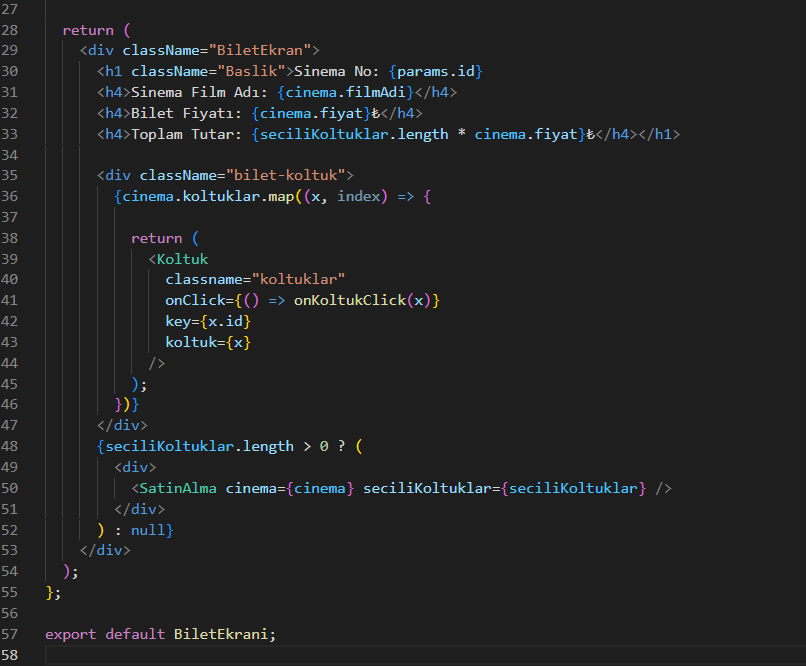 27
28 return (
29 <div className="BiletEkran">
30 <h1 className="Baslik">Sinema No: {params.id}
31 <h4>Sinema Film Adı: {cinema.filmAdi}</h4>
32 <h4>Bilet Fiyatı: {cinema.fiyat}₺</h4>
33 <h4>Toplam Tutar: {seciliKoltuklar.length * cinema.fiyat}₺</h4></h1>
34
35 <div className="bilet-koltuk">
36 {cinema.koltuklar.map((x, index) => {
37
38 return (
39 <Koltuk
40 classname="koltuklar"
41 onClick={() => onKoltukClick(x)}
42 key={x.id}
43 koltuk={x}
44 />
45 );
46 })}
47 </div>
48 {seciliKoltuklar.length > 0 ? (
49 <div>
50 <SatinAlma cinema={cinema} seciliKoltuklar={seciliKoltuklar} />
51 </div>
52 ) : null}
53 </div>
54 );
55 };
56
57 export default BiletEkrani;
58